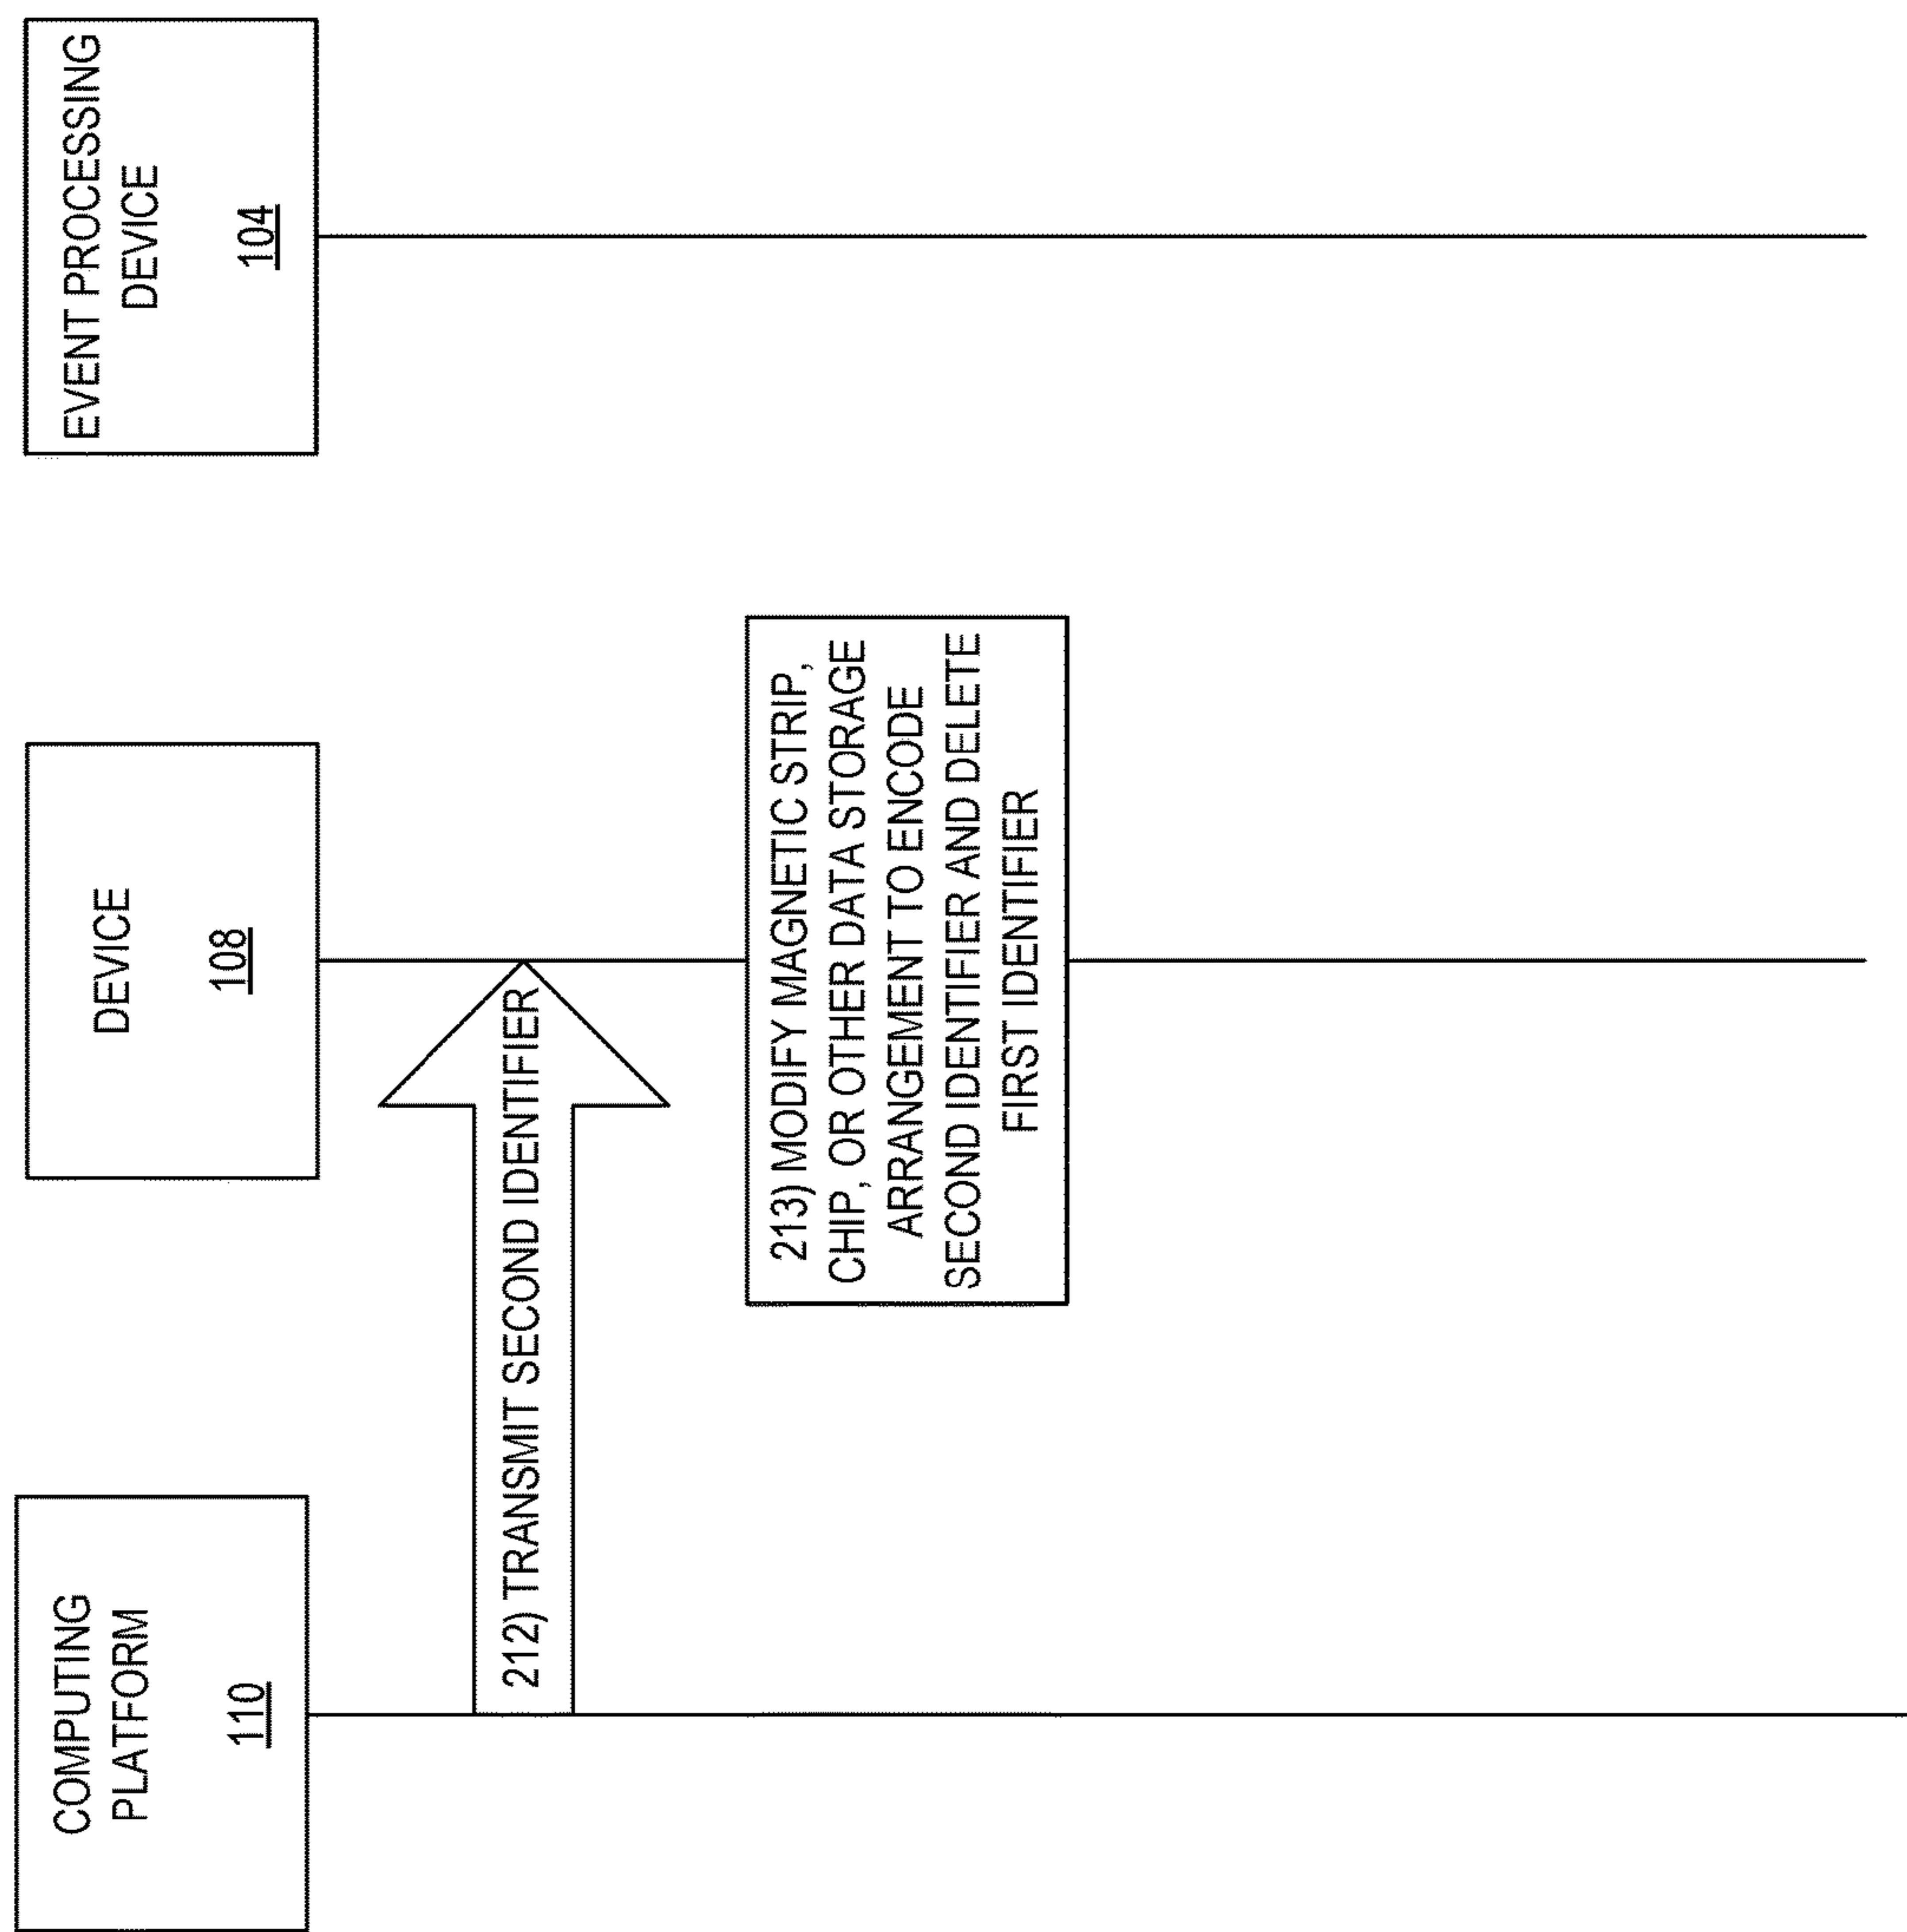 COMPUTING
PLATFORM
110
DEVICE
108
EVENT PROCESSING
DEVICE
104
212) TRANSMIT SECOND IDENTIFIER
213) MODIFY MAGNETIC STRIP,
CHIP, OR OTHER DATA STORAGE
ARRANGEMENT TO ENCODE
SECOND IDENTIFIER AND DELETE
FIRST IDENTIFIER